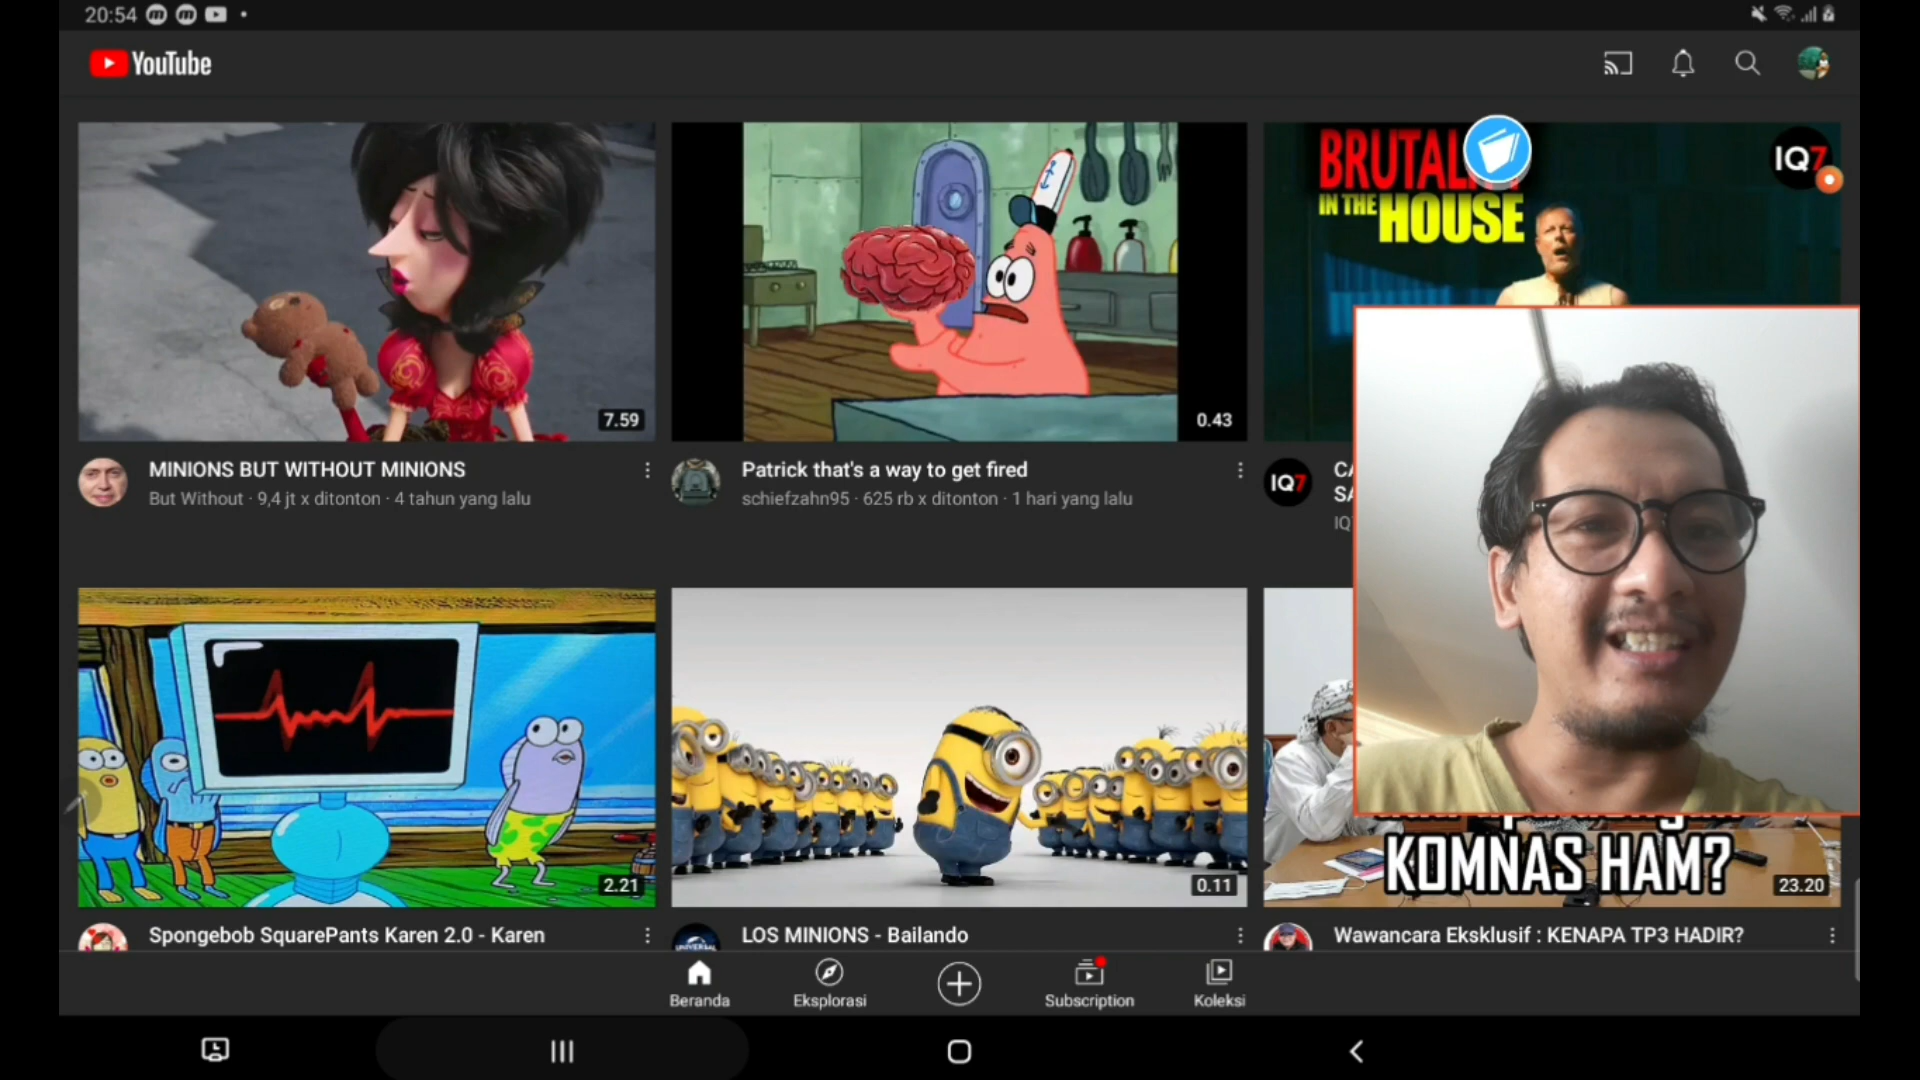 20:54
YouTube
BRUTAL
IN THE HOUSE
IQ7
7.59
0.43
MINIONS BUT WITHOUT MINIONS
But Without · 9,4 jt x ditonton · 4 tahun yang lalu
Patrick that's a way to get fired
schiefzahn95 · 625 rb x ditonton · 1 hari yang lalu
IQ7
2.21
0.11
KOMNAS HAM?
23.20
Spongebob SquarePants Karen 2.0 - Karen
UNIVERSAL
LOS MINIONS - Bailando
Wawancara Eksklusif : KENAPA TP3 HADIR?
Beranda
Eksplorasi
Subscription
Koleksi